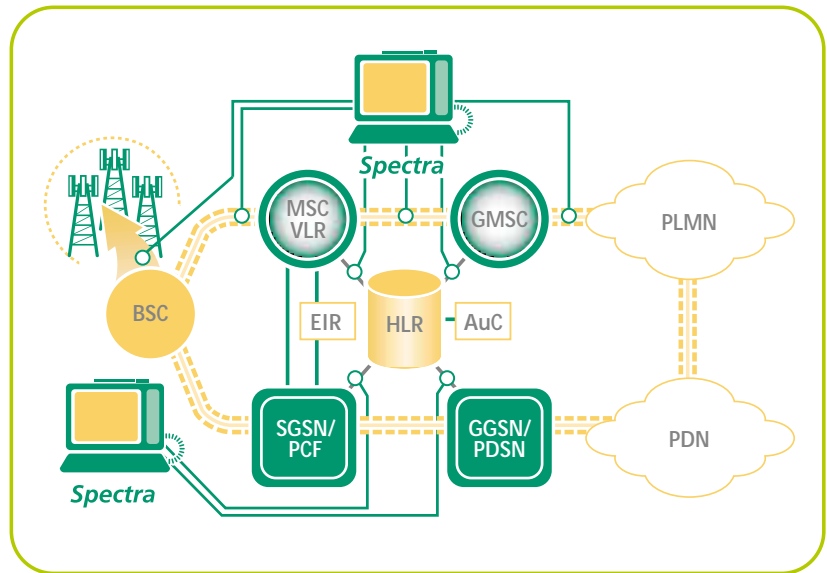 Spectra
MSC
VLR
GMSC
PLMN
BSC
EIR
HLR
AuC
SGSN/
PCF
GGSN/
PDSN
PDN
Spectra